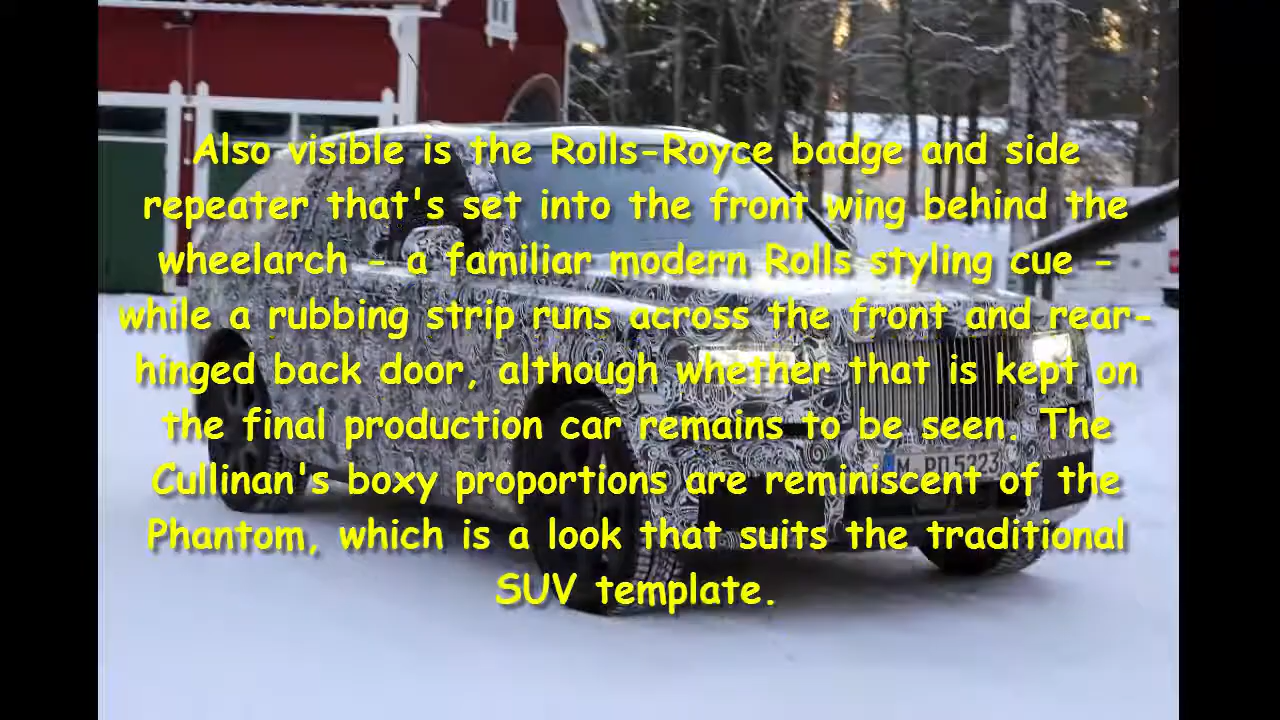 Also visible is the Rolls-Royce badge and side
repeater that's set into the front wing behind the
wheelarch - a familiar modern Rolls styling cue -
while a rubbing strip runs across the front and rear-
hinged back door, although whether that is kept on
the final production car remains to be seen. The
Cullinan's boxy proportions are reminiscent of the
Phantom, which is a look that suits the traditional
SUV template.